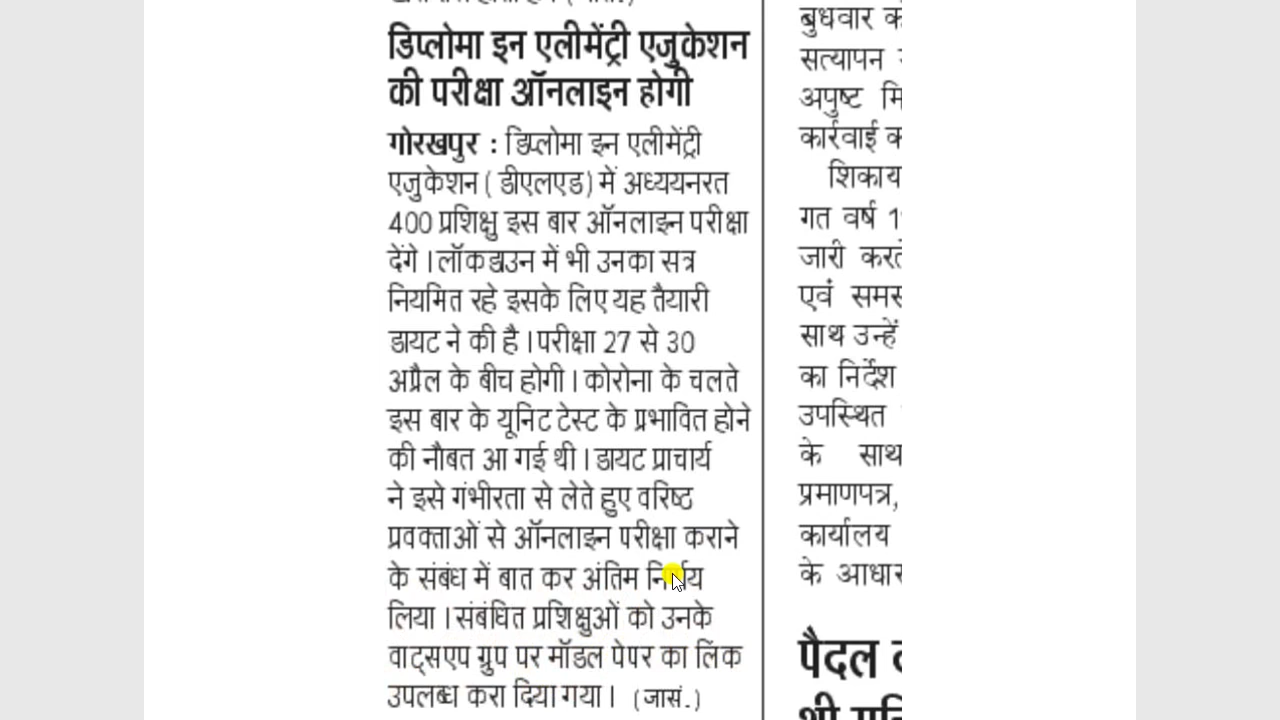 डिप्लोमा इन एलीमेंट्री एजुकेशन
की परीक्षा ऑनलाइन होगी
गोरखपुर : डिप्लोमा इन एलीमेंट्री
एजुकेशन ( डीएलएड) में अध्ययनरत
400 प्रशिक्षु इस बार ऑनलाइन परीक्षा
देंगे । लॉकडाउन में भी उनका सत्र
नियमित रहे इसके लिए यह तैयारी
डायट ने की है । परीक्षा 27 से 30
अप्रैल के बीच होगी । कोरोना के चलते
इस बार के यूनिट टेस्ट के प्रभावित होने
की नौबत आ गई थी । डायट प्राचार्य
ने इसे गंभीरता से लेते हुए वरिष्ट
प्रवक्ताओं से ऑनलाइन परीक्षा कराने
के संबंध में बात कर अंतिम निर्णय
लिया । संबंधित प्रशिक्षुओं को उनके
वाट्सएप ग्रुप पर मॉडल पेपर का लिंक
उपलब्ध करा दिया गया । (जासं.)
बुधवार
सत्यापन
अपुष्ट
कार्रवाई
गत वर्ष
जारी
एवं
साथ उन्हें
का निर्देश
उपस्थित
के साथ
प्रमाणपत्र,
कार्यालय
के
पैदल